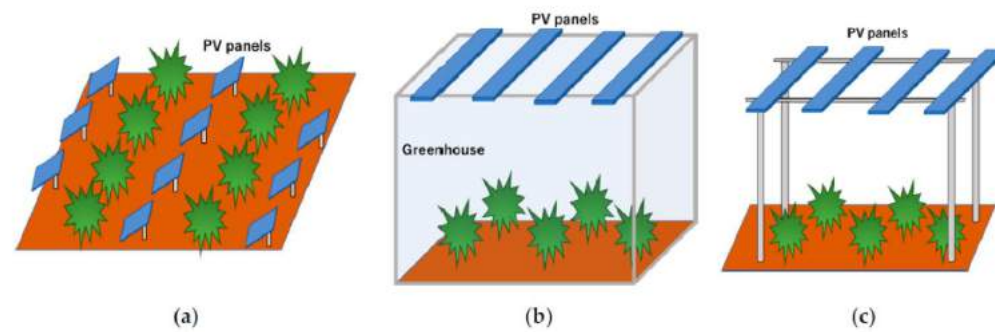 PV panels
PV panels
PV panels
Greenhouse
(a)
(b)
(c)